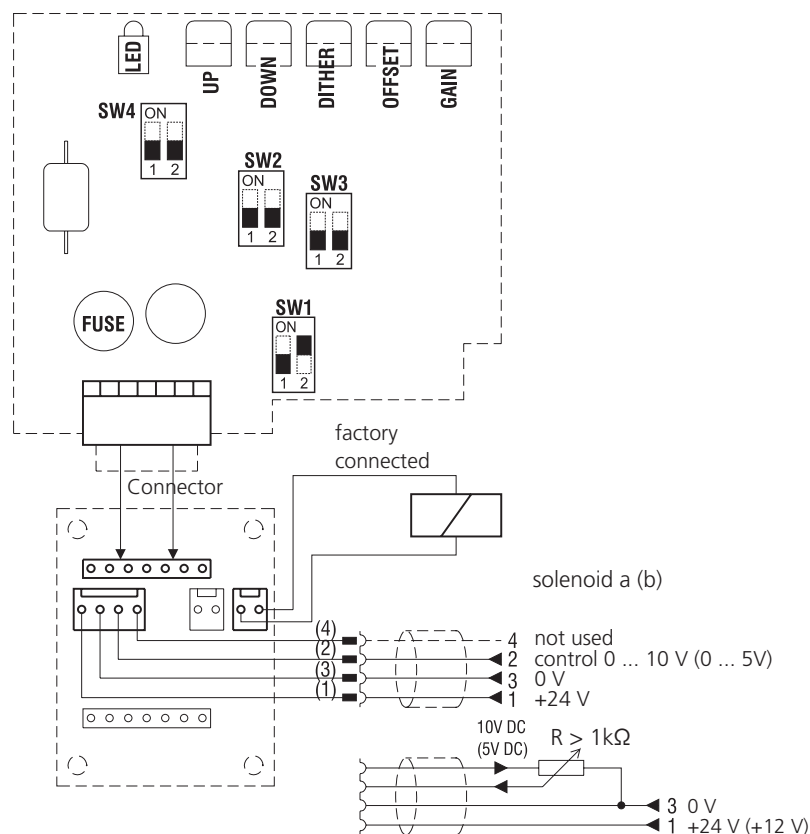 LED
UP
DOWN
DITHER
OFFSET
GAIN
SW4
ON
1 2
SW2
ON
1 2
SW3
ON
1 2
FUSE
SW1
ON
1 2
factory
connected
Connector
solenoid a (b)
(4)
4 not used
(2)
2 control 0 ... 10 V (0 ... 5V)
(3)
3 0 V
(1)
1 +24 V
10V DC
(5V DC)
R > 1kΩ
3 0 V
1 +24 V (+12 V)